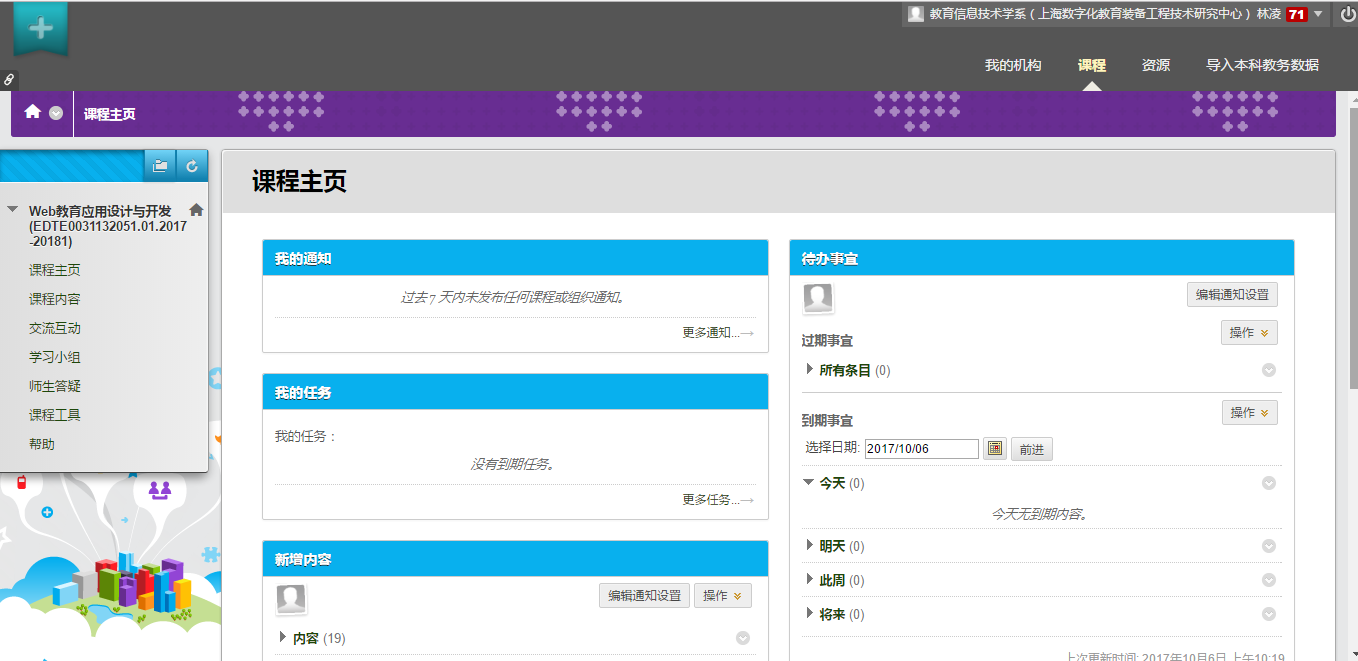 教育信息技术学系（上海数字化教育装备工程技术研究中心）林凌 71
我的机构 课程 资源 导入本科教务数据
课程主页
课程主页
Web教育应用设计与开发
(EDTE0031132051.01.2017
-20181)
课程主页
课程内容
交流互动
学习小组
师生答疑
课程工具
帮助
我的通知
过去 7 天内未发布任何课程或组织通知。
更多通知...→
我的任务
我的任务：
没有到期任务。
更多任务...→
新增内容
编辑通知设置 操作
内容 (19)
待办事宜
编辑通知设置
操作
过期事宜
所有条目 (0)
操作
到期事宜
选择日期: 2017/10/06 前进
今天 (0)
今天无到期内容。
明天 (0)
此周 (0)
将来 (0)
上次更新时间: 2017年10月6日 上午10:19